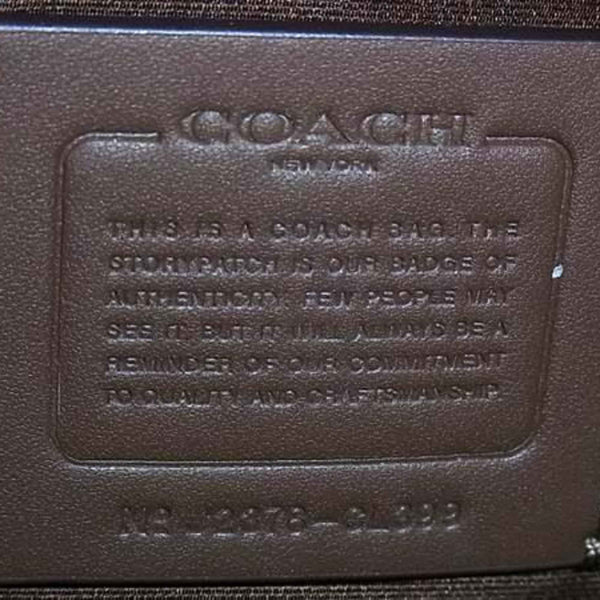 COACH
NEW YORK
THIS IS A COACH BAG. THE
STORYPATCH IS OUR BADGE OF
AUTHENTICITY. FEW PEOPLE MAY
SEE IT, BUT IT WILL ALWAYS BE A
REMINDER OF OUR COMMITMENT
TO QUALITY AND CRAFTSMANSHIP.